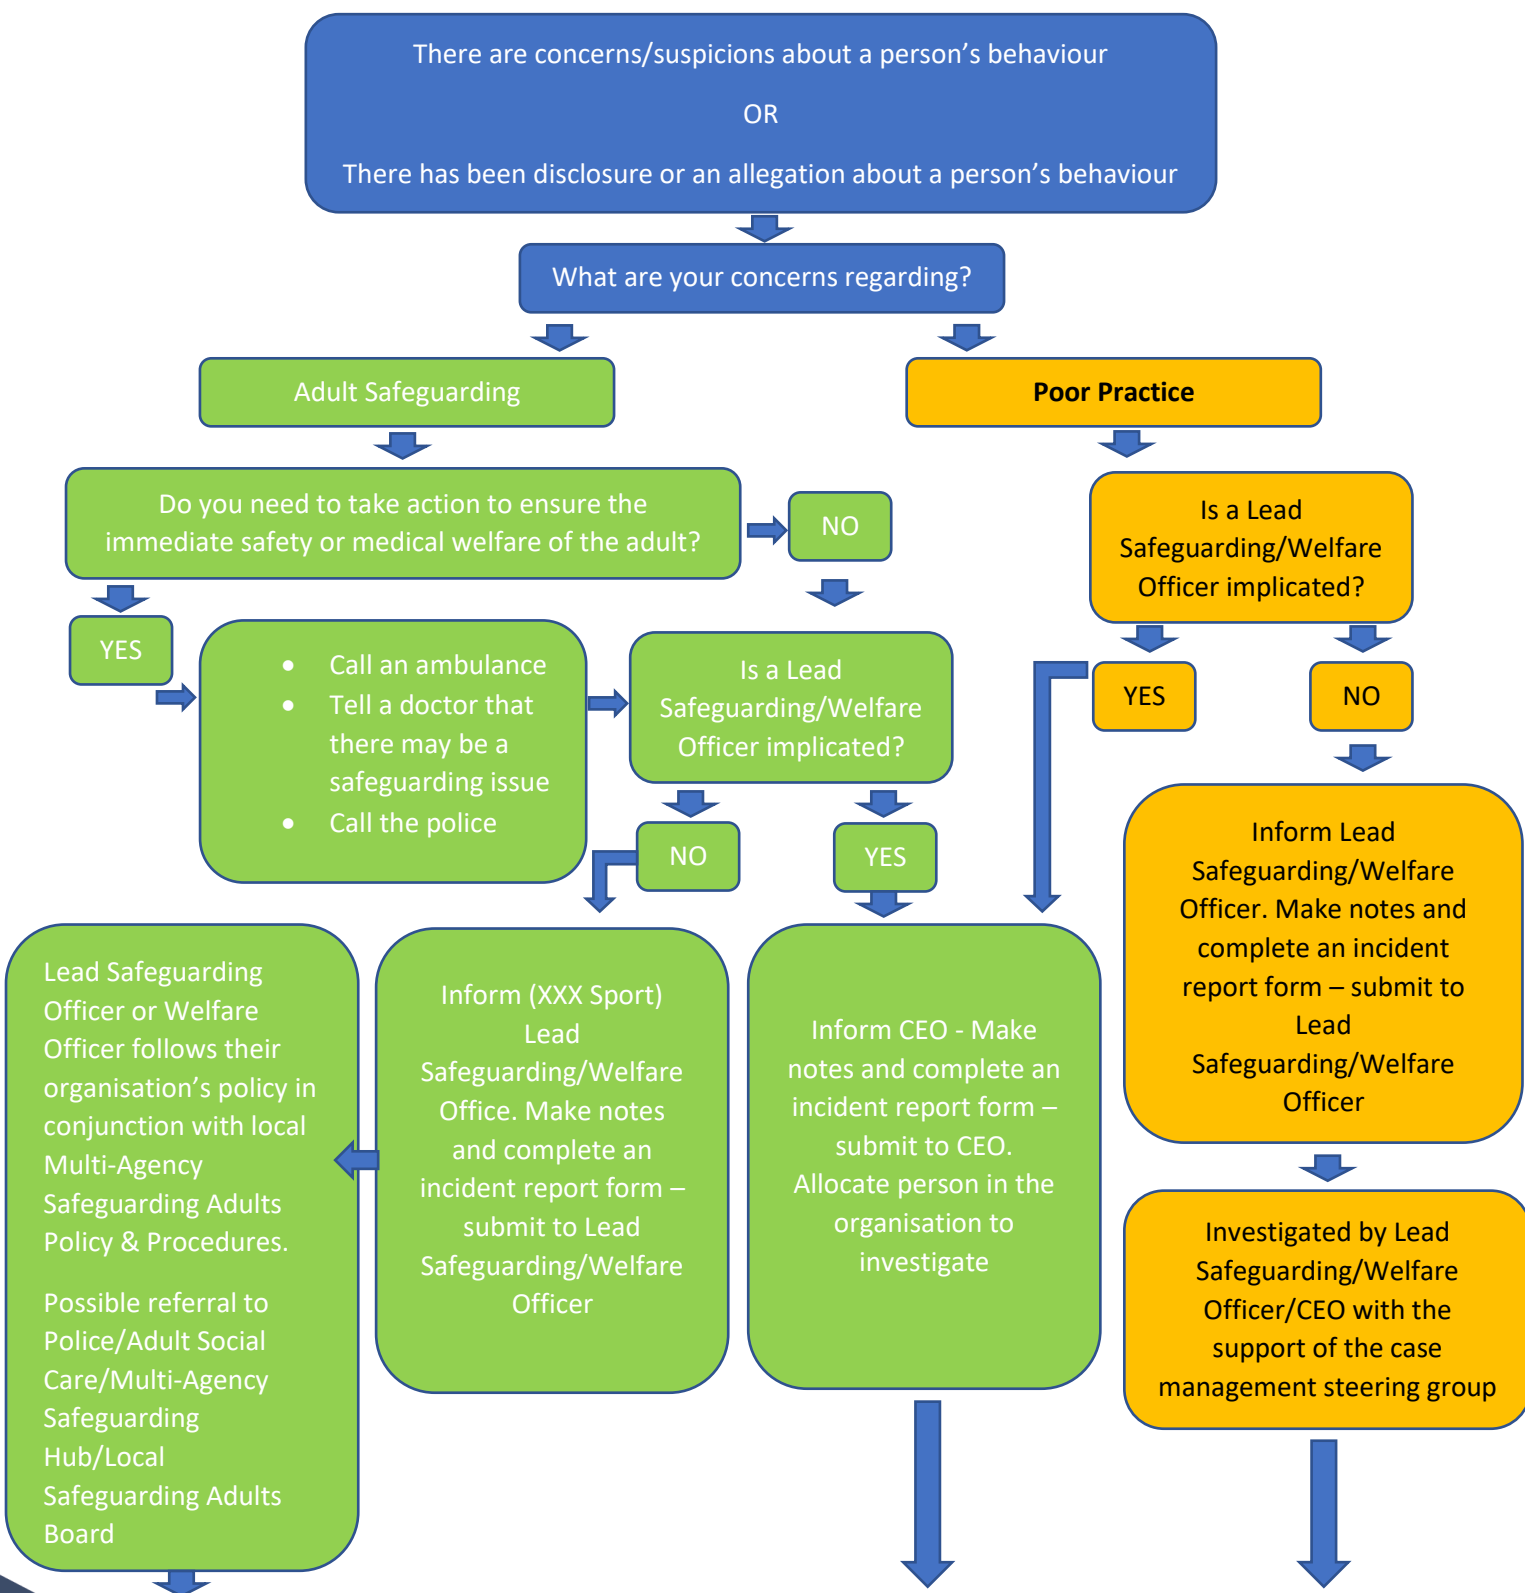 There are concerns/suspicions about a person’s behaviour
OR
There has been disclosure or an allegation about a person’s behaviour
What are your concerns regarding?
Adult Safeguarding
Poor Practice
Do you need to take action to ensure the
immediate safety or medical welfare of the adult?
NO
Is a Lead
Safeguarding/Welfare
Officer implicated?
YES
• Call an ambulance
• Tell a doctor that
there may be a
safeguarding issue
• Call the police
Is a Lead
Safeguarding/Welfare
Officer implicated?
YES
NO
NO
YES
Inform Lead
Safeguarding/Welfare
Officer. Make notes and
complete an incident
report form – submit to
Lead
Safeguarding/Welfare
Officer
Lead Safeguarding
Officer or Welfare
Officer follows their
organisation’s policy in
conjunction with local
Multi-Agency
Safeguarding Adults
Policy & Procedures.
Possible referral to
Police/Adult Social
Care/Multi-Agency
Safeguarding
Hub/Local
Safeguarding Adults
Board
Inform (XXX Sport)
Lead
Safeguarding/Welfare
Office. Make notes
and complete an
incident report form –
submit to Lead
Safeguarding/Welfare
Officer
Inform CEO - Make
notes and complete an
incident report form –
submit to CEO.
Allocate person in the
organisation to
investigate
Investigated by Lead
Safeguarding/Welfare
Officer/CEO with the
support of the case
management steering group